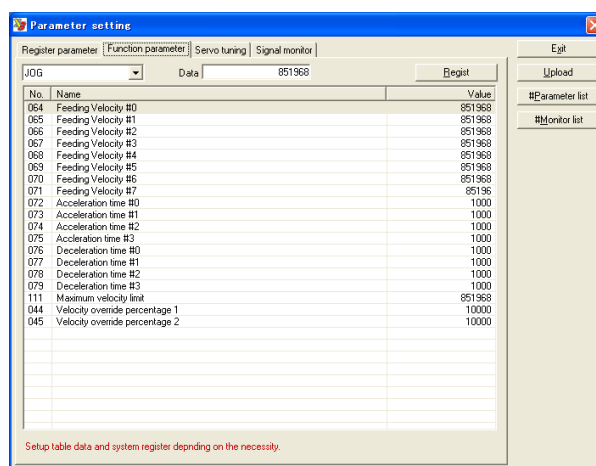 Parameter setting
Register parameter Function parameter Servo tuning Signal monitor
Exit
JOG Data 851968 Regist
Upload
No. Name Value
#Parameter list
064 Feeding Velocity #0 851968
065 Feeding Velocity #1 851968
#Monitor list
066 Feeding Velocity #2 851968
067 Feeding Velocity #3 851968
068 Feeding Velocity #4 851968
069 Feeding Velocity #5 851968
070 Feeding Velocity #6 851968
071 Feeding Velocity #7 85196
072 Acceleration time #0 1000
073 Acceleration time #1 1000
074 Acceleration time #2 1000
075 Accleration time #3 1000
076 Deceleration time #0 1000
077 Deceleration time #1 1000
078 Deceleration time #2 1000
079 Deceleration time #3 1000
111 Maximum velocity limit 851968
044 Velocity override percentage 1 10000
045 Velocity override percentage 2 10000
Setup table data and system register depnding on the necessity.